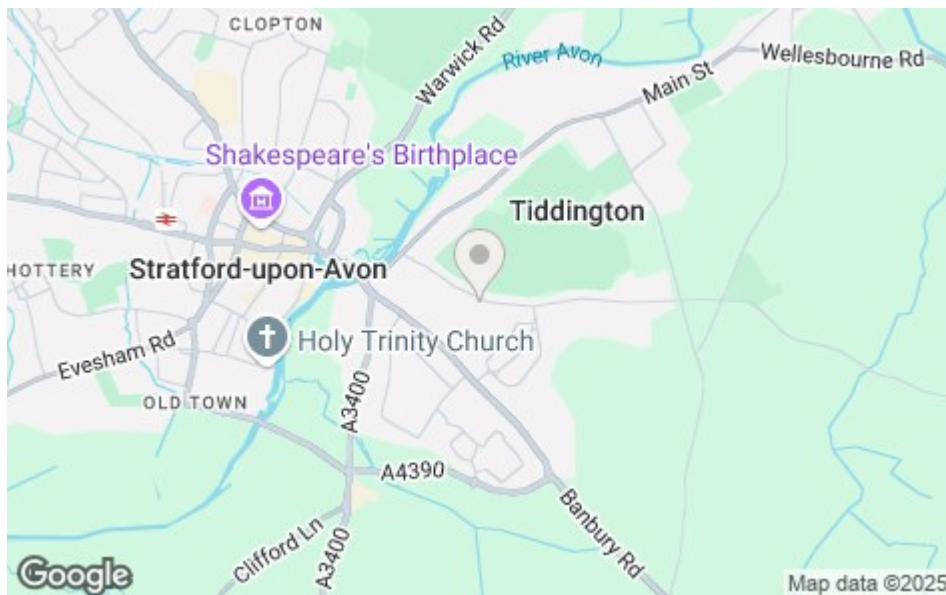 CLOPTON
Warwick Rd
River Avon
Main St
Wellesbourne Rd
Shakespeare's Birthplace
Tiddington
HOTTERY
Stratford-upon-Avon
Evesham Rd
Holy Trinity Church
OLD TOWN
A3400
A4390
Clifford Ln
A3400
Banbury Rd
Google
Map data ©2025